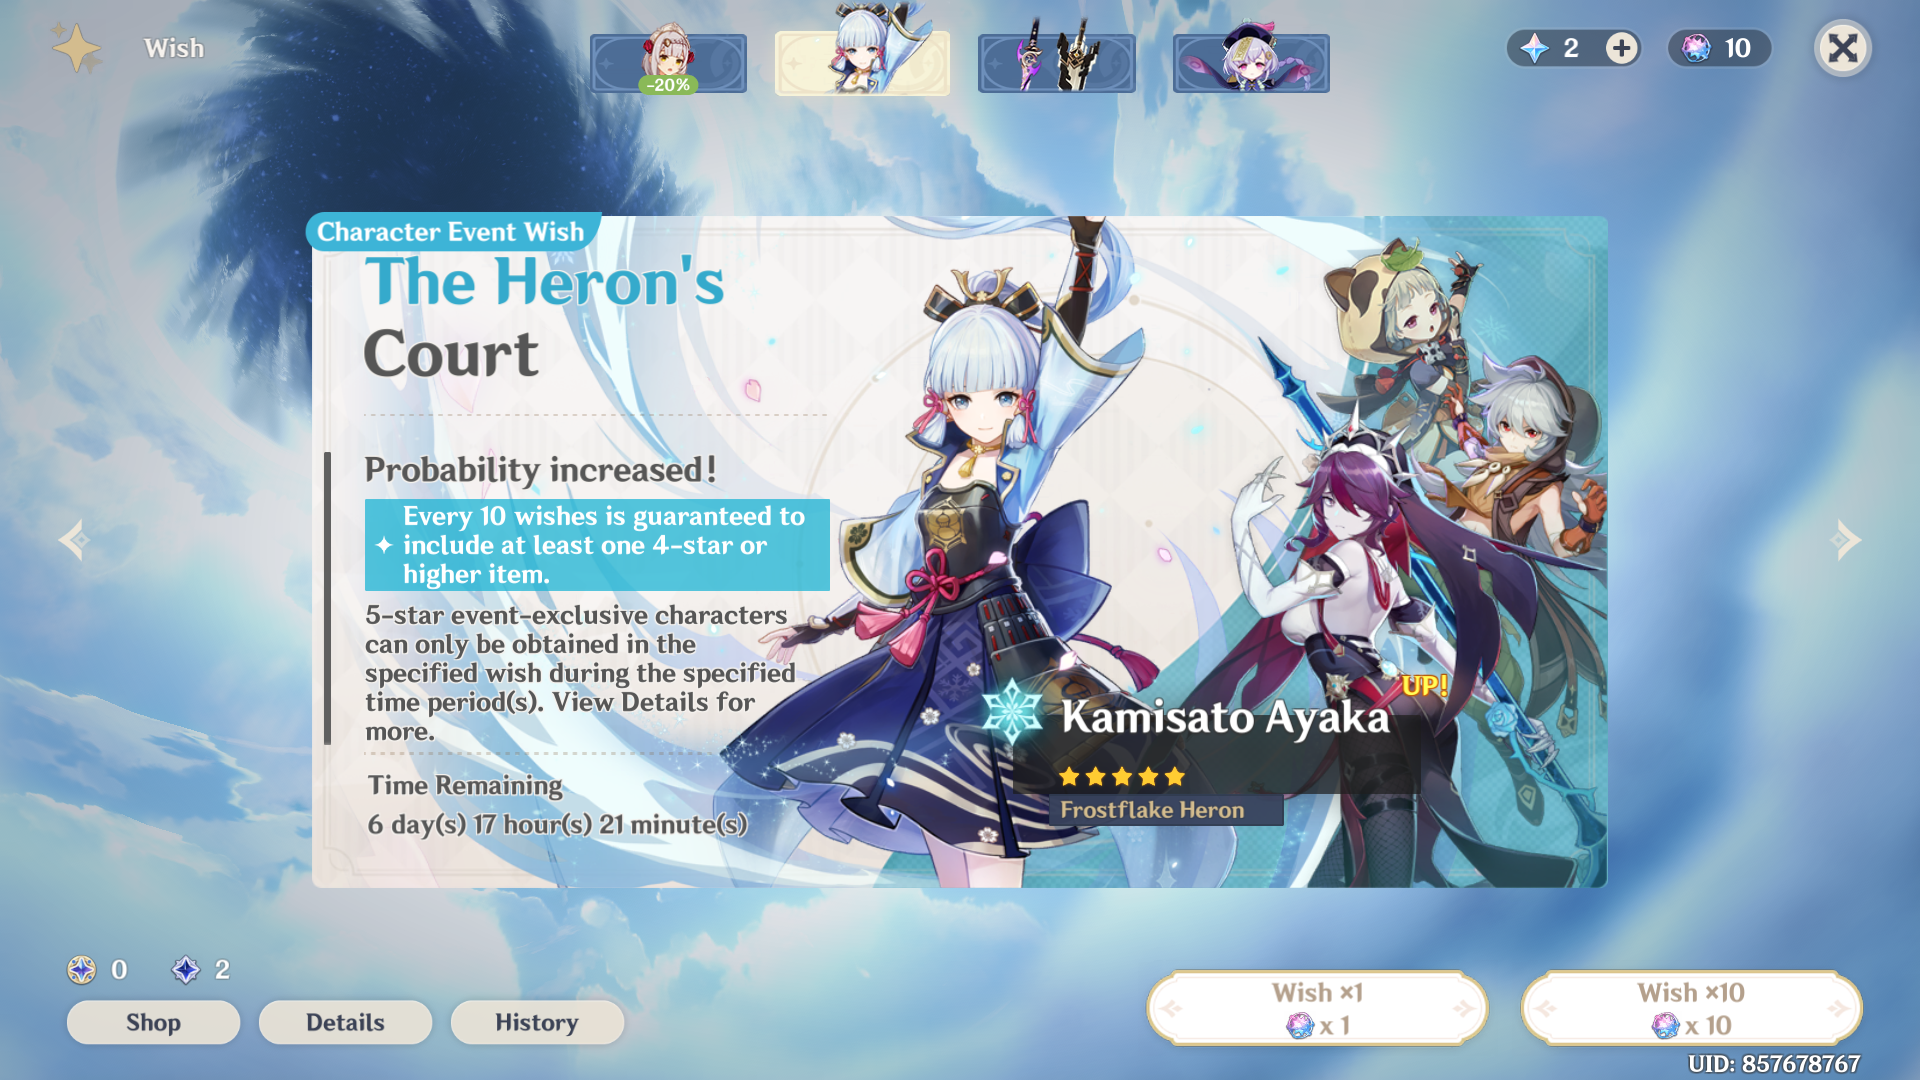 Wish
-20%
2
10
Character Event Wish
The Heron's
Court
Probability increased!
Every 10 wishes is guaranteed to
include at least one 4-star or
higher item.
5-star event-exclusive characters
can only be obtained in the
specified wish during the specified
time period(s). View Details for
more.
Time Remaining
6 day(s) 17 hour(s) 21 minute(s)
UP!
Kamisato Ayaka
Frostflake Heron
0
2
Shop
Details
History
Wish ×1
x 1
Wish ×10
x 10
UID: 857678767